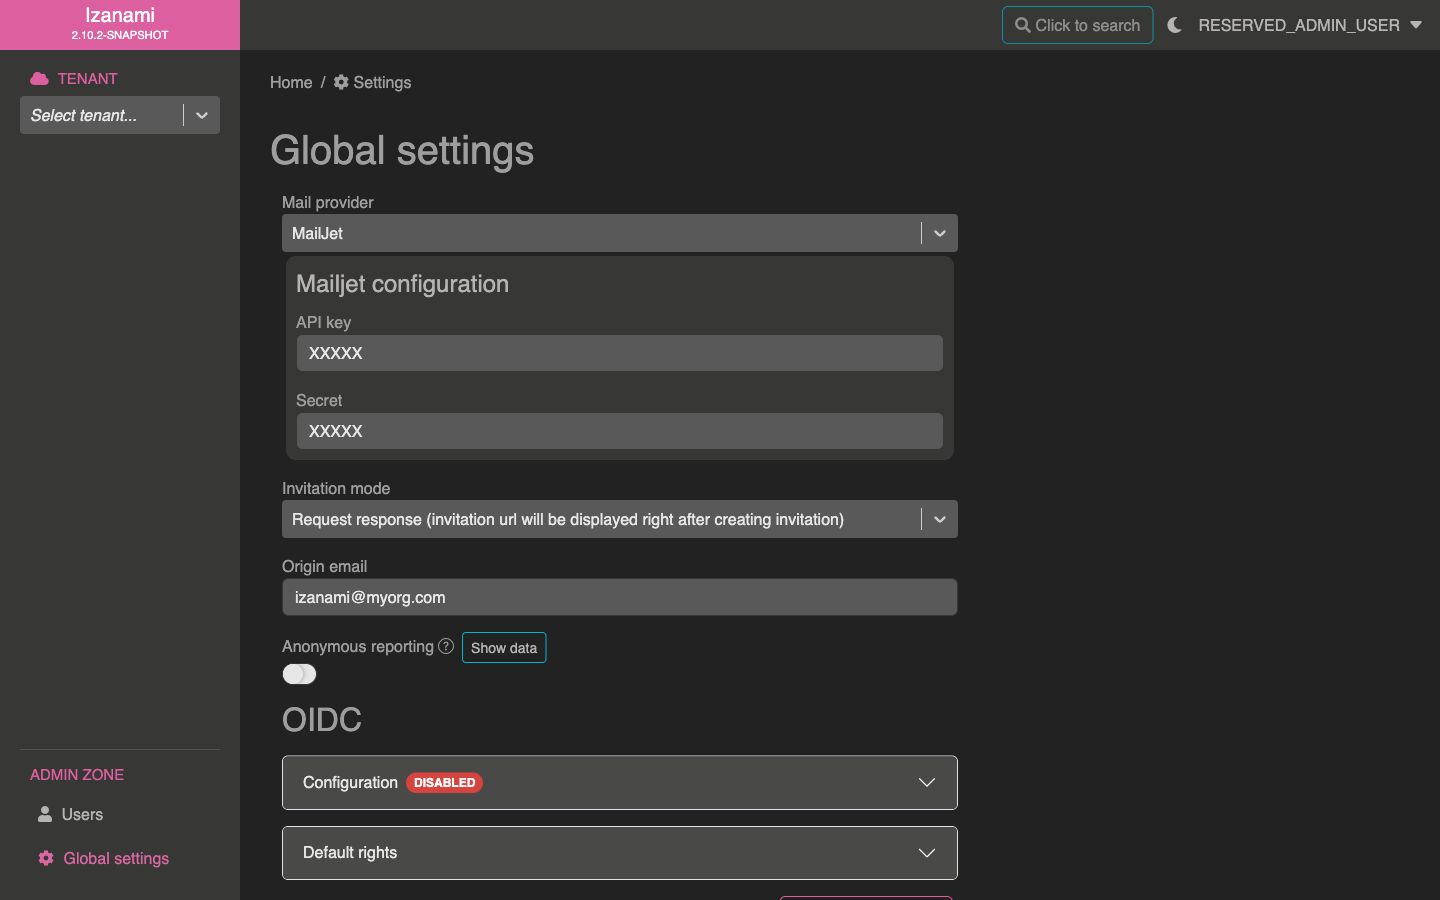 Izanami
2.10.2-SNAPSHOT
Click to search
RESERVED_ADMIN_USER
TENANT
Select tenant...
Home / Settings
Global settings
Mail provider
MailJet
Mailjet configuration
API key
XXXXX
Secret
XXXXX
Invitation mode
Request response (invitation url will be displayed right after creating invitation)
Origin email
izanami@myorg.com
Anonymous reporting ? Show data
OIDC
Configuration DISABLED
Default rights
ADMIN ZONE
Users
Global settings